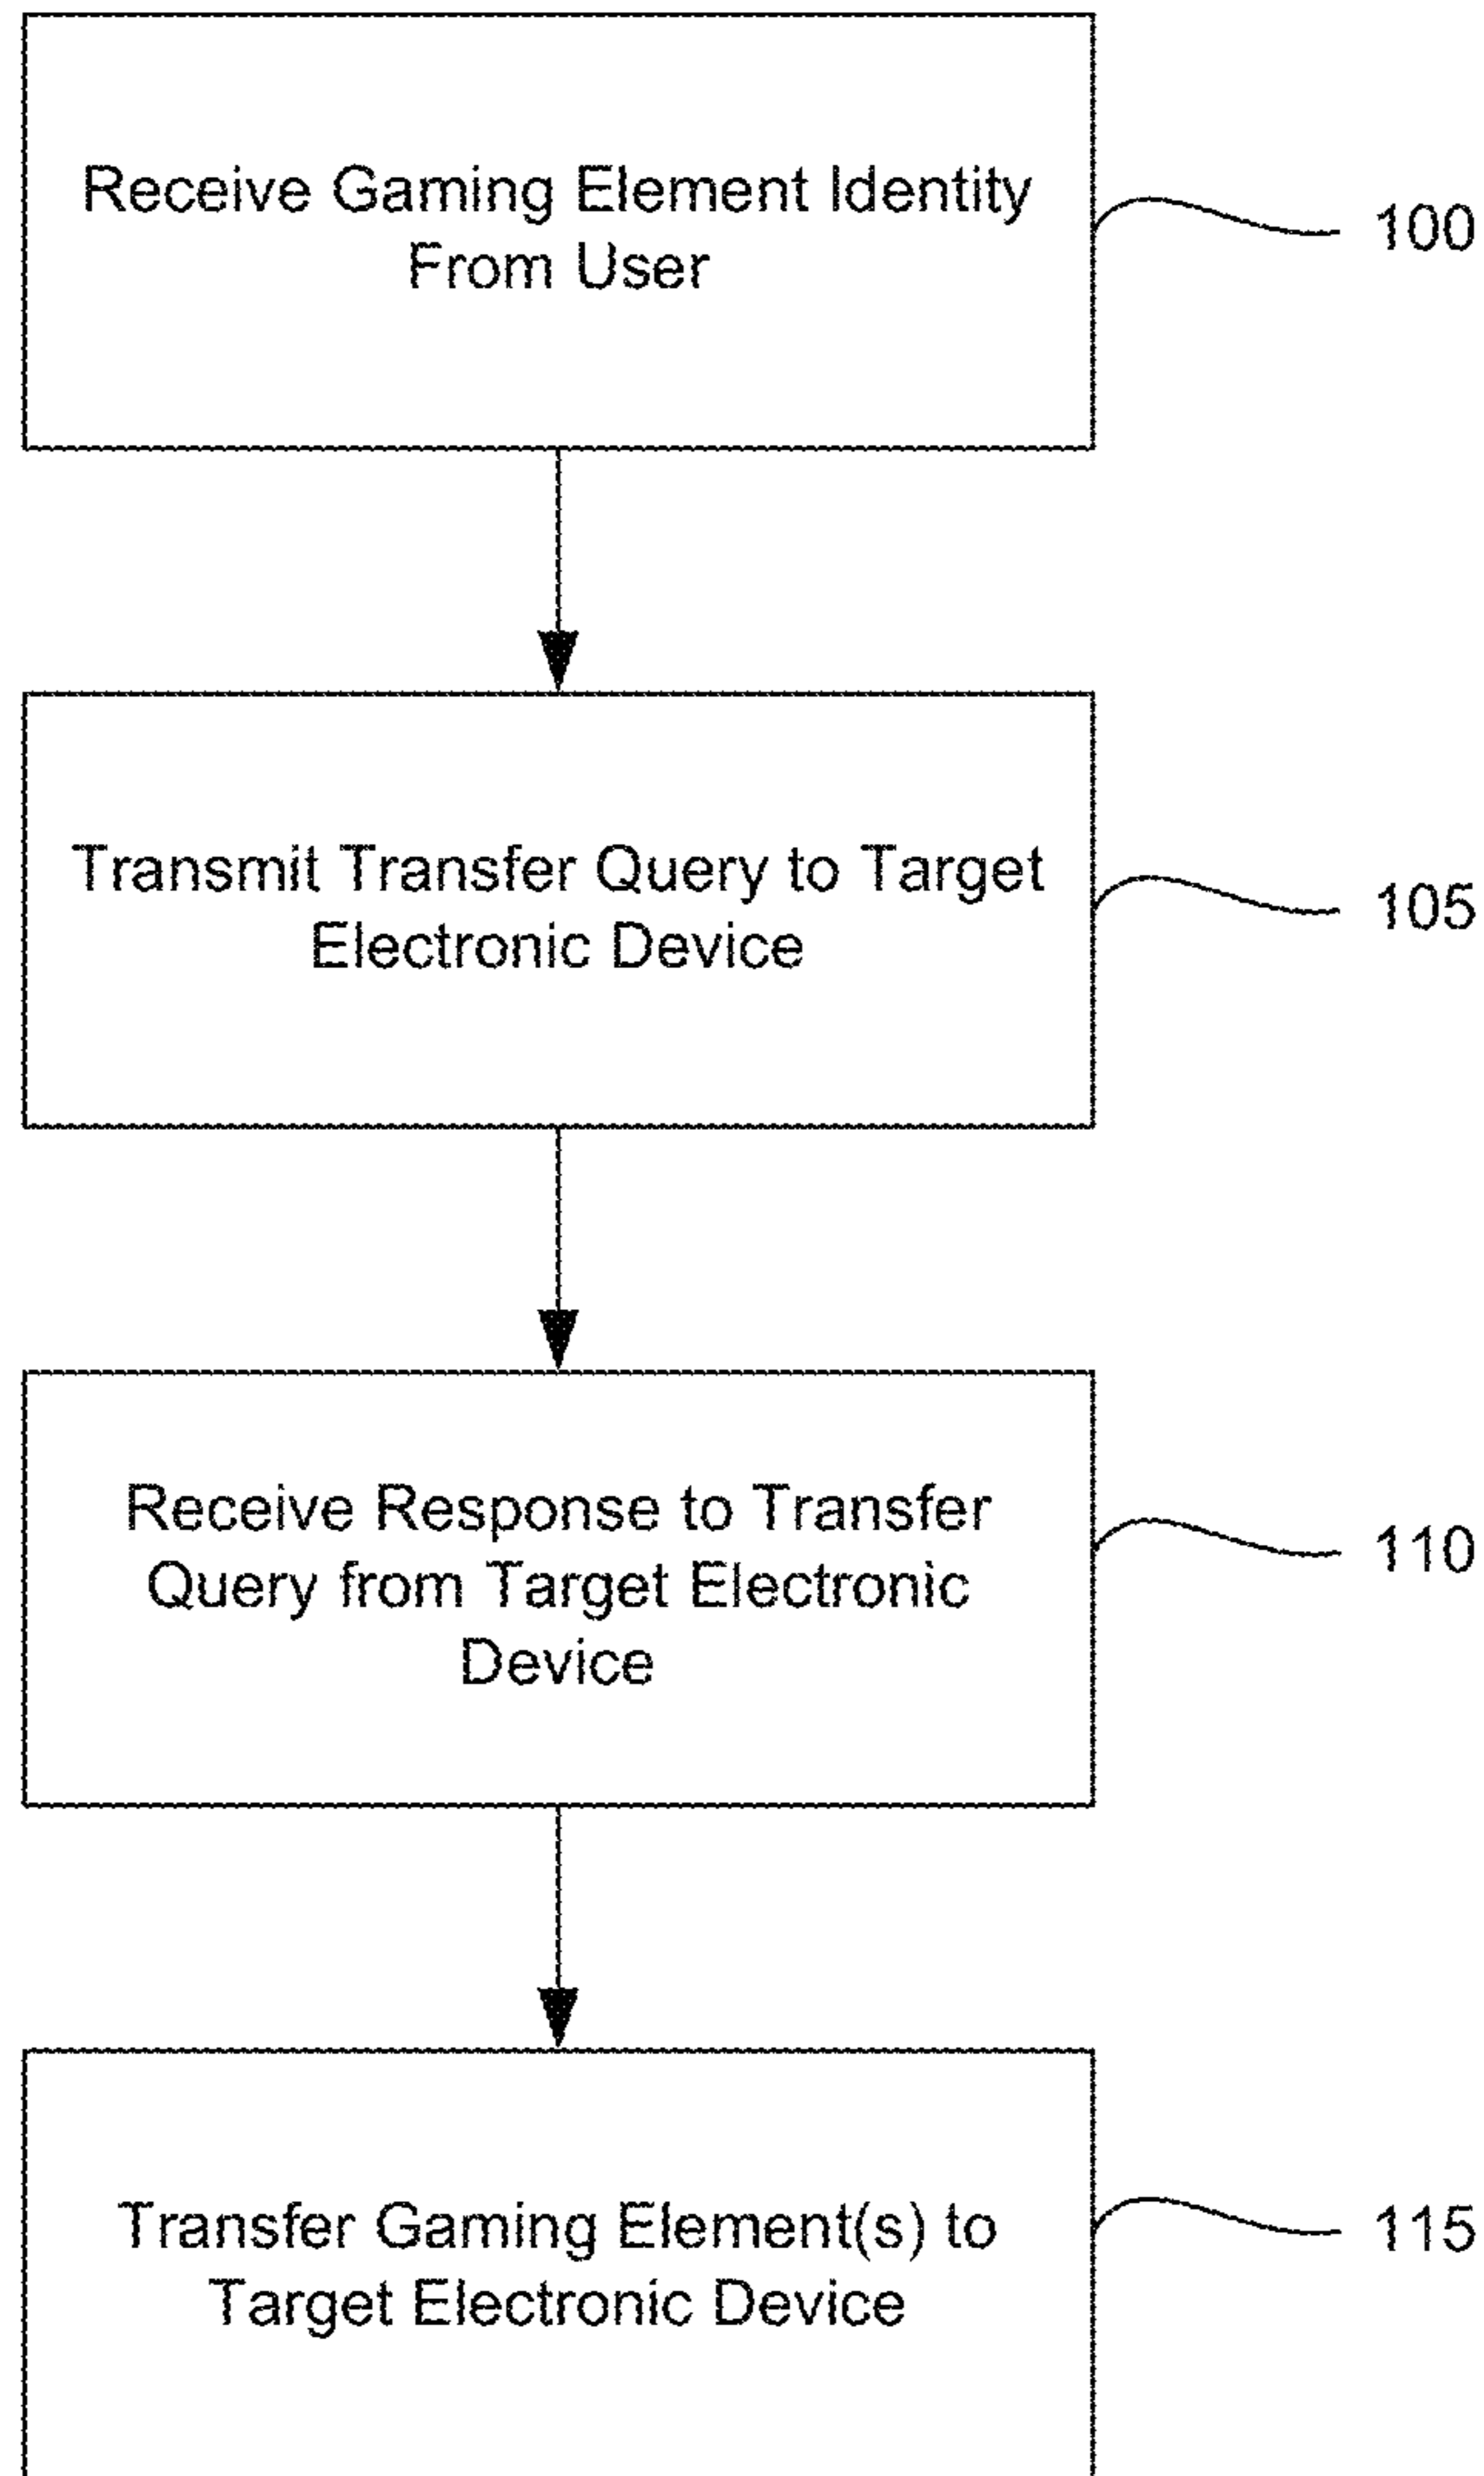 Receive Gaming Element Identity
From User
100
Transmit Transfer Query to Target
Electronic Device
105
Receive Response to Transfer
Query from Target Electronic
Device
110
Transfer Gaming Element(s) to
Target Electronic Device
115